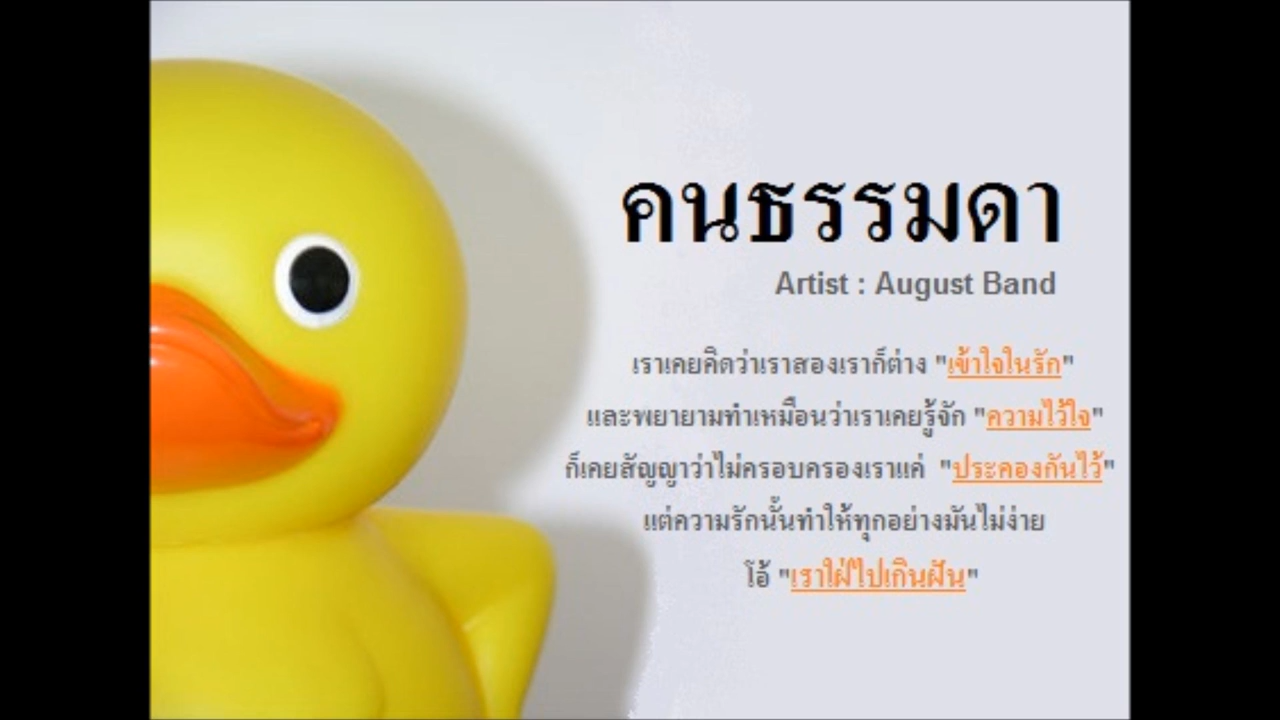 คนธรรมดา
Artist : August Band
เราเคยคิดว่าเราสองเราก็ต่าง "เข้าใจในรัก"
และพยายามทำเหมือนว่าเราเคยรู้จัก "ความไว้ใจ"
ก็เคยสัญญาว่าไม่ครอบครองเราแค่ "ประคองกันไว้"
แต่ความรักนั้นทำให้ทุกอย่างมันไม่ง่าย
โอ้ "เราใฝ่ไปเกินฝัน"